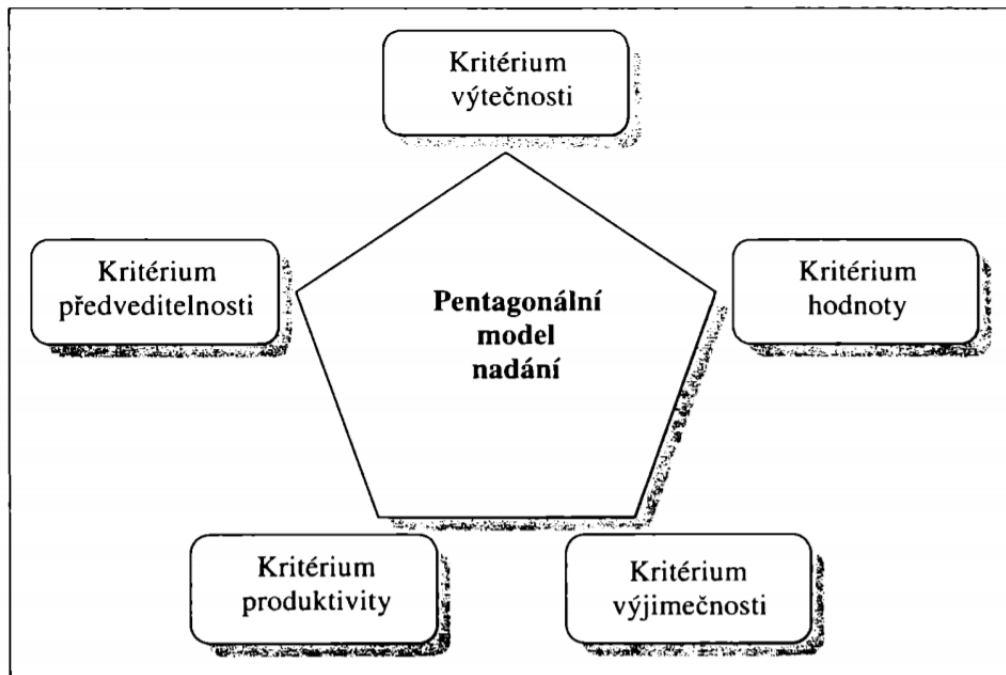 Kritérium
výtečnosti
Kritérium
předveditelnosti
Pentagonální
model
nadání
Kritérium
hodnoty
Kritérium
produktivity
Kritérium
výjimečnosti